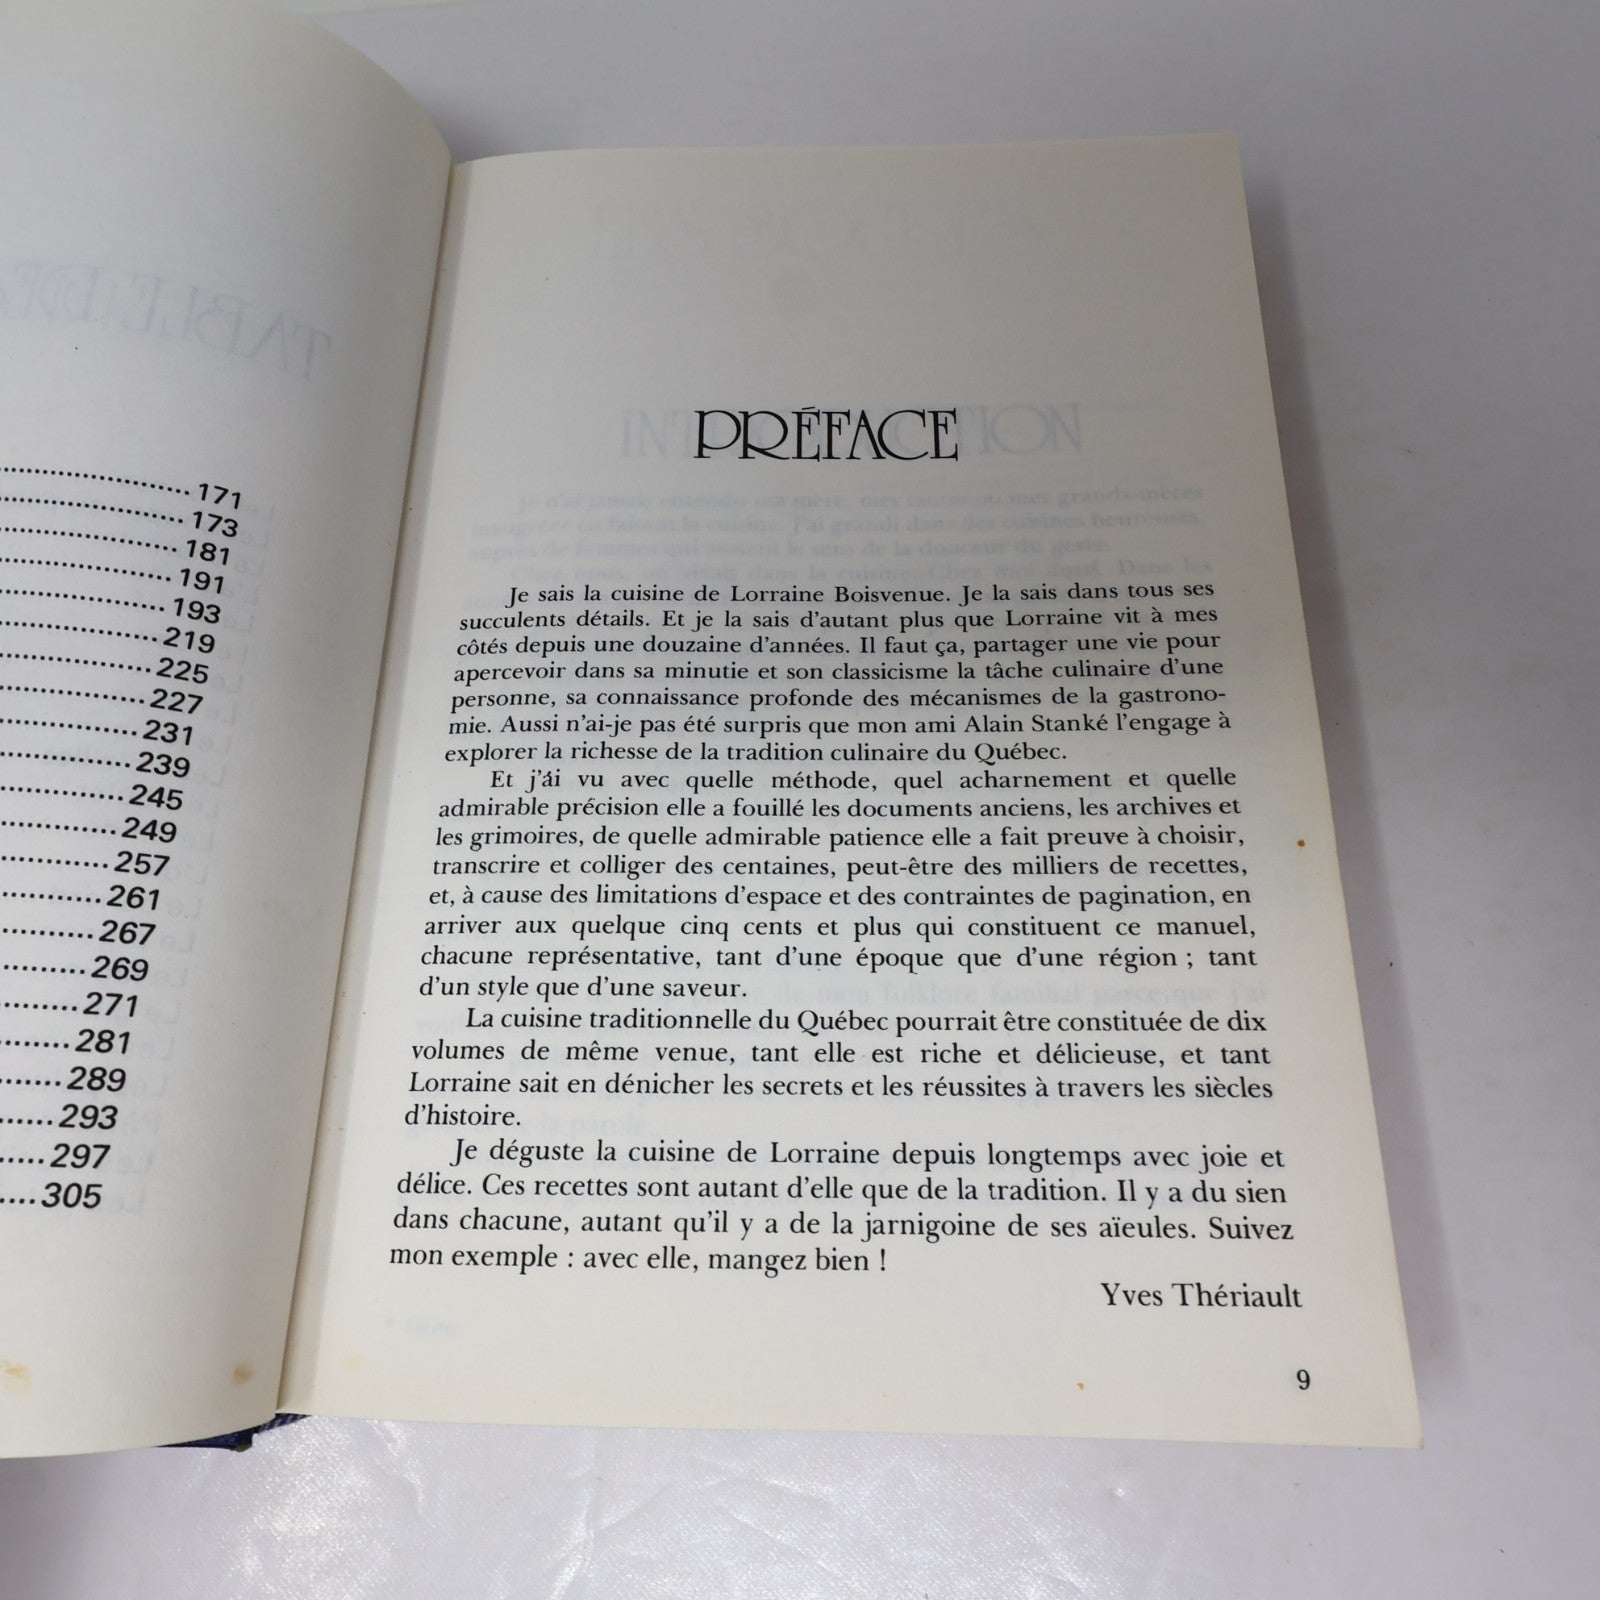 TABLE DE
171
173
181
191
193
219
225
227
231
239
245
249
257
261
267
269
271
281
289
293
297
305
PRÉFACE
Je sais la cuisine de Lorraine Boisvenue. Je la sais dans tous ses
succulents détails. Et je la sais d'autant plus que Lorraine vit à mes
côtés depuis une douzaine d'années. Il faut ça, partager une vie pour
apercevoir dans sa minutie et son classicisme la tâche culinaire d'une
personne, sa connaissance profonde des mécanismes de la gastrono-
mie. Aussi n'ai-je pas été surpris que mon ami Alain Stanké l'engage à
explorer la richesse de la tradition culinaire du Québec.
Et j'ai vu avec quelle méthode, quel acharnement et quelle
admirable précision elle a fouillé les documents anciens, les archives et
les grimoires, de quelle admirable patience elle a fait preuve à choisir,
transcrire et colliger des centaines, peut-être des milliers de recettes,
et, à cause des limitations d'espace et des contraintes de pagination, en
arriver aux quelque cinq cents et plus qui constituent ce manuel,
chacune représentative, tant d'une époque que d'une région ; tant
d'un style que d'une saveur.
La cuisine traditionnelle du Québec pourrait être constituée de dix
volumes de même venue, tant elle est riche et délicieuse, et tant
Lorraine sait en dénicher les secrets et les réussites à travers les siècles
d'histoire.
Je déguste la cuisine de Lorraine depuis longtemps avec joie et
délice. Ces recettes sont autant d'elle que de la tradition. Il y a du sien
dans chacune, autant qu'il y a de la jarnigoine de ses aïeules. Suivez
mon exemple : avec elle, mangez bien !
Yves Thériault
9